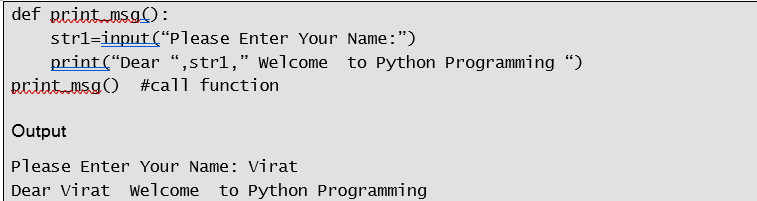 def print_msg():
    str1=input(“Please Enter Your Name:”)
    print(“Dear “,str1,” Welcome  to Python Programming “)
print_msg()  #call function
Output
Please Enter Your Name: Virat
Dear Virat  Welcome  to Python Programming